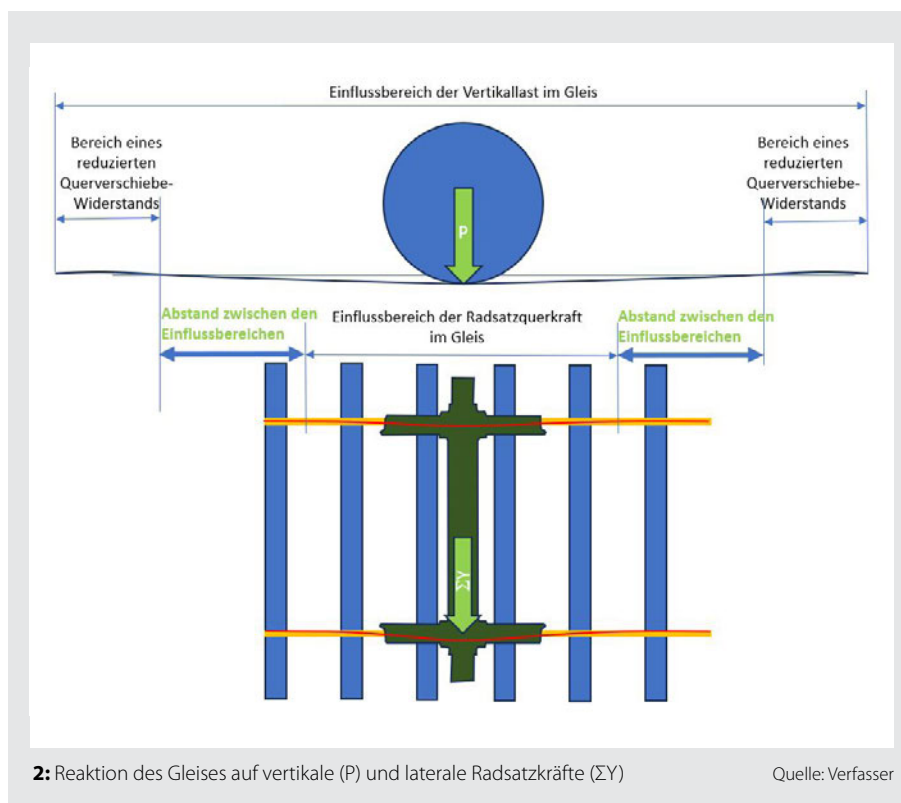 Einflussbereich der Vertikallast im Gleis
Bereich eines
reduzierten
Querverschiebe-
Widerstands
Bereich eines
reduzierten
Querverschiebe-
Widerstands
P
Abstand zwischen den
Einflussbereichen
Einflussbereich der Radsatzquerkraft
im Gleis
Abstand zwischen den
Einflussbereichen
ΣY
2: Reaktion des Gleises auf vertikale (P) und laterale Radsatzkräfte (ΣY)
Quelle: Verfasser